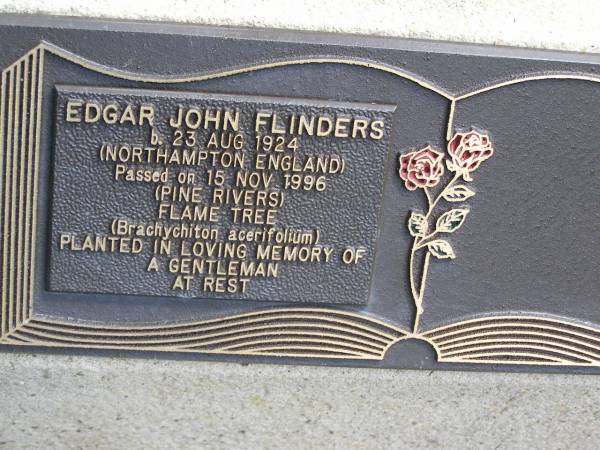 EDGAR JOHN FLINDERS
b. 23 AUG 1924
(NORTHAMPTON ENGLAND)
Passed on 15 NOV 1996
(PINE RIVERS)
FLAME TREE
(Brachychiton acerifolium)
PLANTED IN LOVING MEMORY OF
A GENTLEMAN
AT REST